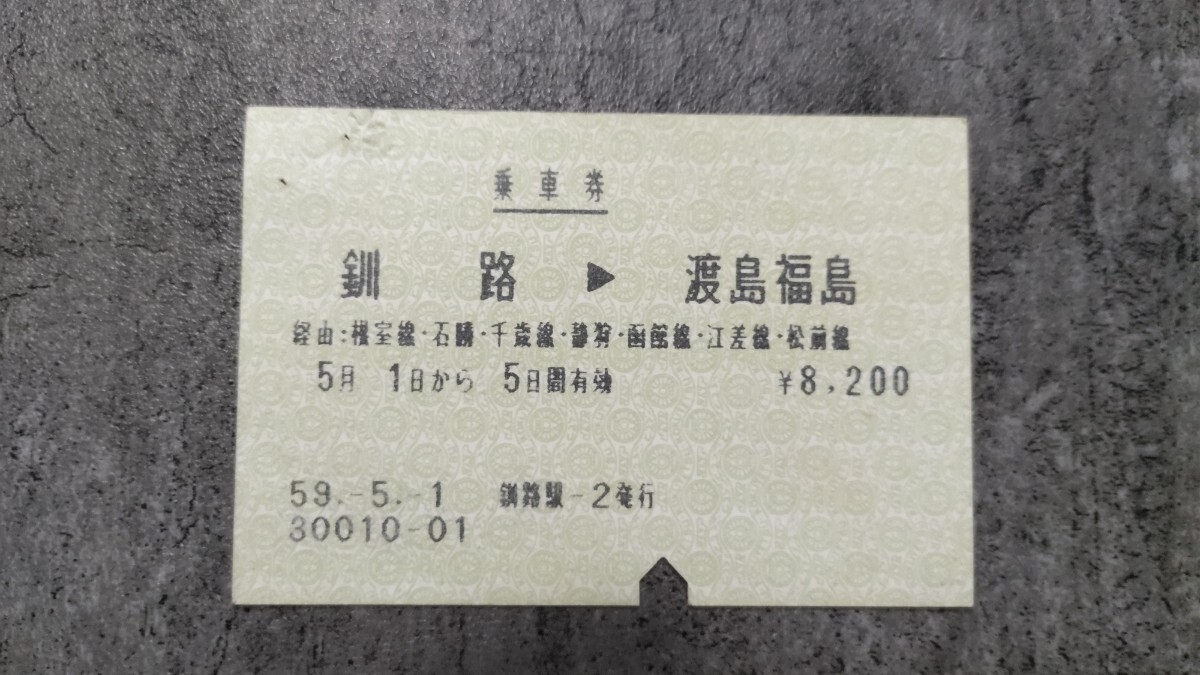 乗車券
釧路▶渡島福島
経由:根室線・石勝・千歳線・静狩・函館線・江差線・松前線
5月 1日から 5日間有効 ¥8,200
59.-5.-1 釧路駅-2発行
30010-01